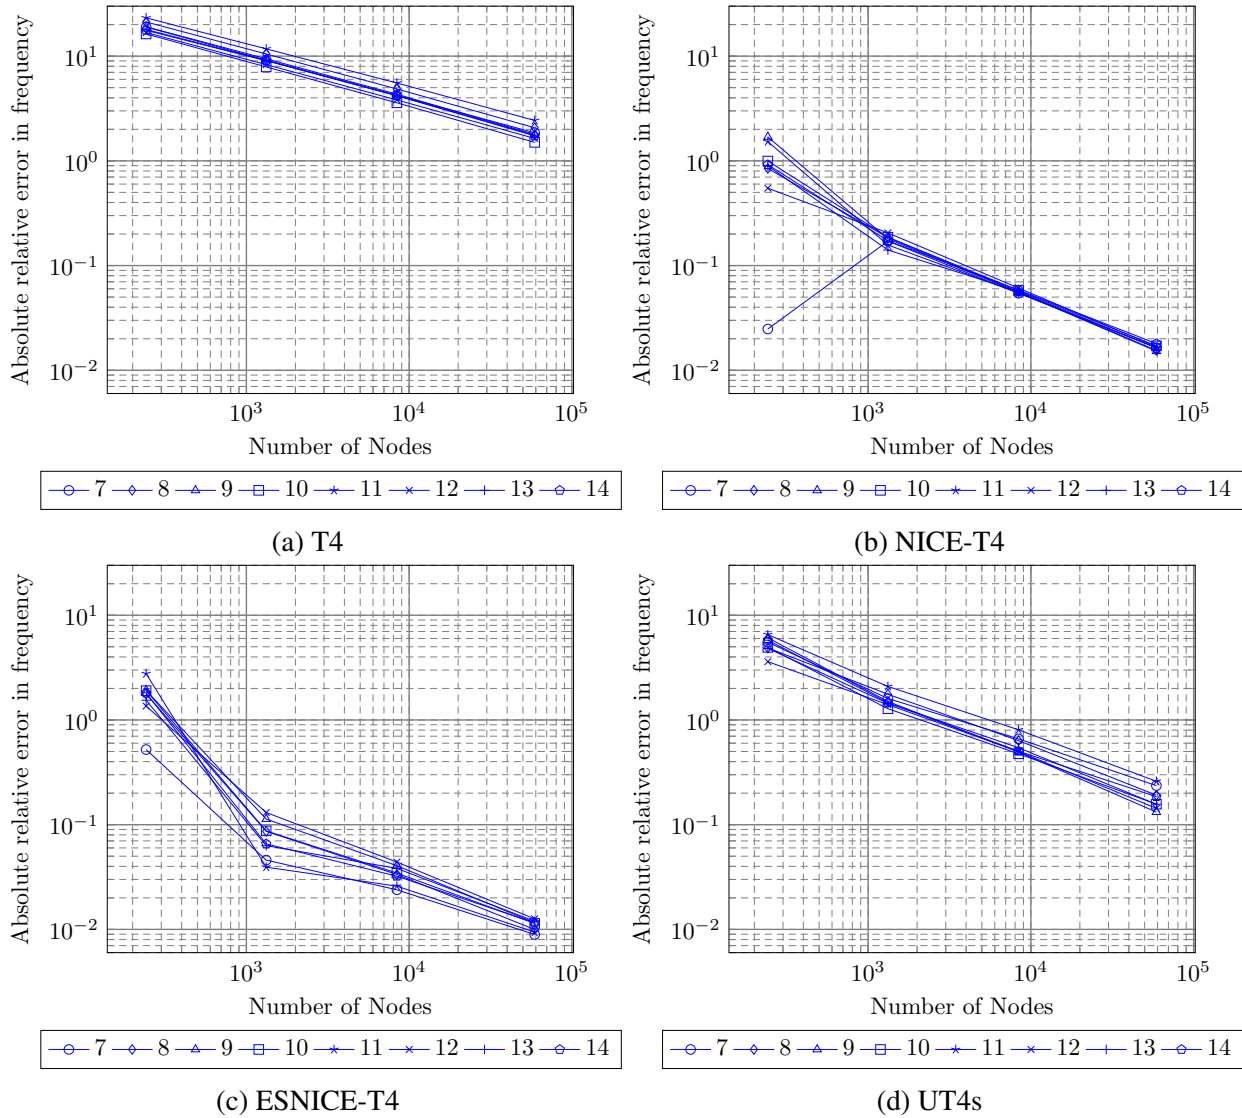 Absolute relative error in frequency
10^1
10^0
10^−1
10^−2
10^3 10^4 10^5
Number of Nodes
7 8 9 10 11 12 13 14
(a) T4
Absolute relative error in frequency
10^1
10^0
10^−1
10^−2
10^3 10^4 10^5
Number of Nodes
7 8 9 10 11 12 13 14
(b) NICE-T4
Absolute relative error in frequency
10^1
10^0
10^−1
10^−2
10^3 10^4 10^5
Number of Nodes
7 8 9 10 11 12 13 14
(c) ESNICE-T4
Absolute relative error in frequency
10^1
10^0
10^−1
10^−2
10^3 10^4 10^5
Number of Nodes
7 8 9 10 11 12 13 14
(d) UT4s